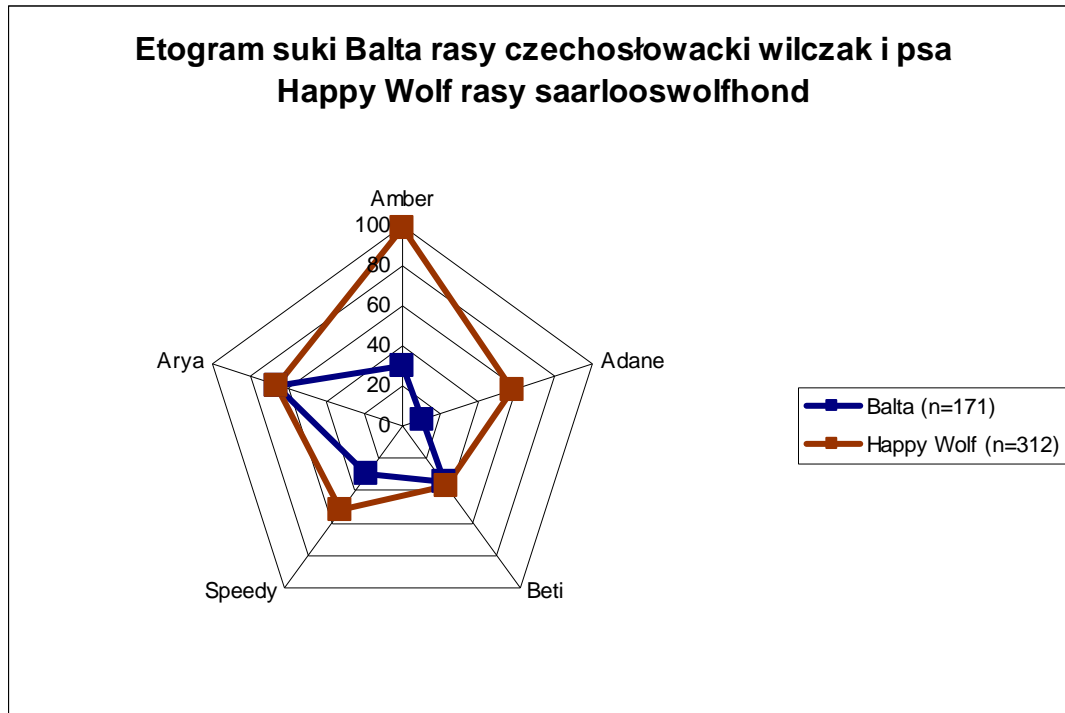 Etogram suki Balta rasy czechosłowacki wilczak i psa
Happy Wolf rasy saarlooswolfhond
Amber
100
80
60
40
20
0
Arya
Adane
Speedy
Beti
Balta (n=171)
Happy Wolf (n=312)